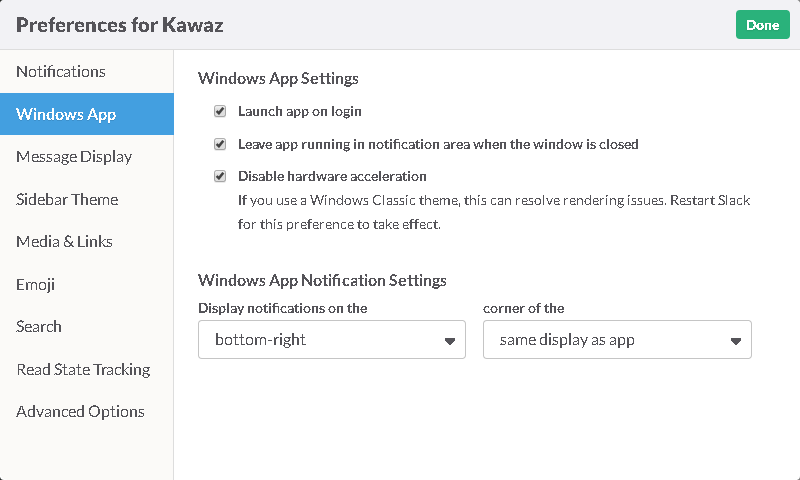 Preferences for Kawaz
Done
Notifications
Windows App
Message Display
Sidebar Theme
Media & Links
Emoji
Search
Read State Tracking
Advanced Options
Windows App Settings
Launch app on login
Leave app running in notification area when the window is closed
Disable hardware acceleration
If you use a Windows Classic theme, this can resolve rendering issues. Restart Slack
for this preference to take effect.
Windows App Notification Settings
Display notifications on the
corner of the
bottom-right
same display as app